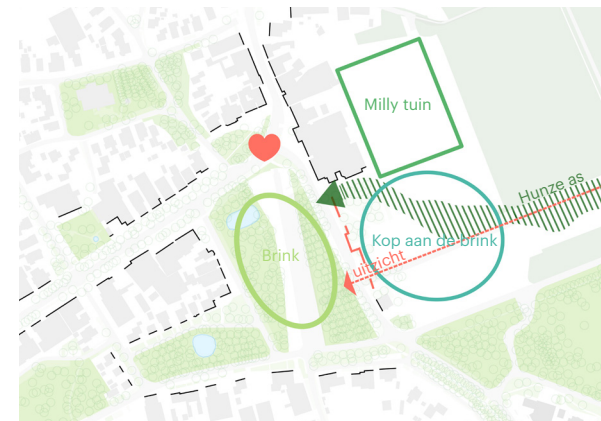 Milly tuin
Hunze as
Kop aan de brink
Brink
uitzicht